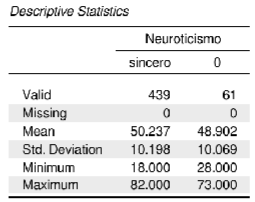 Descriptive Statistics
Neuroticismo
sincero 0
Valid 439 61
Missing 0 0
Mean 50.237 48.902
Std. Deviation 10.198 10.069
Minimum 18.000 28.000
Maximum 82.000 73.000